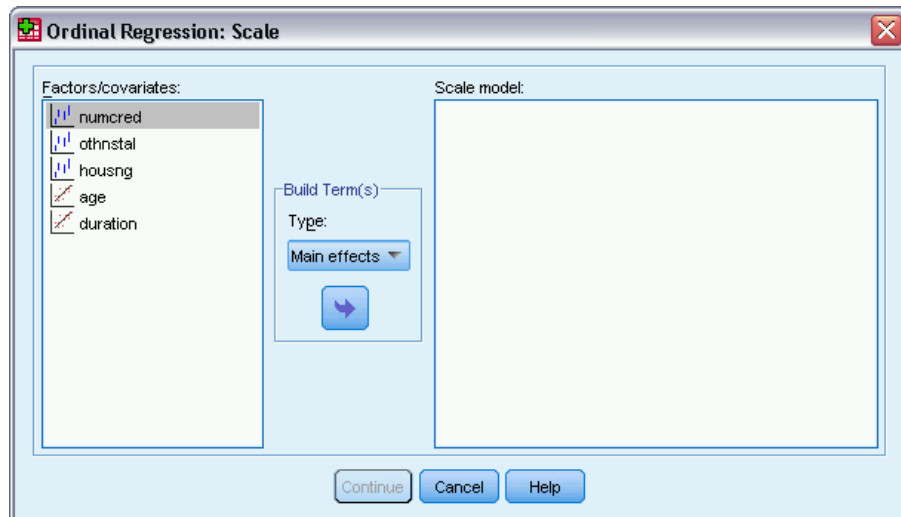 Ordinal Regression: Scale
Factors/covariates:
numcred
othnstal
housng
age
duration
Build Term(s)
Type:
Main effects
Scale model:
Continue
Cancel
Help